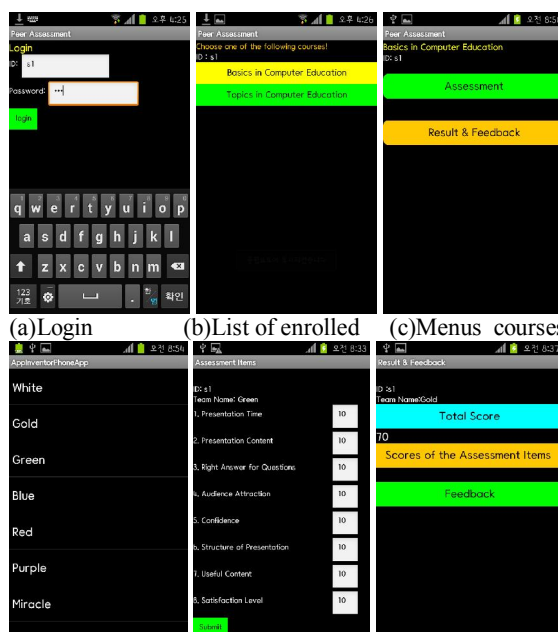 오후 4:25
Peer Assessment
Login
ID: s1
Password: •••
login
q w e r t y u i o p
a s d f g h j k l
z x c v b n m
123
기호
.
한
확인
(a)Login
오후 4:26
Peer Assessment
Choose one of the following courses!
ID : s1
Basics in Computer Education
Topics in Computer Education
(b)List of enrolled
오전 8:50
Peer Assessment
Basics in Computer Education
ID: s1
Assessment
Result & Feedback
(c)Menus courses
오전 8:54
AppInventorPhoneApp
White
Gold
Green
Blue
Red
Purple
Miracle
오전 8:33
Assessment Items
ID: s1
Team Name: Green
1. Presentation Time 10
2. Presentation Content 10
3. Right Answer for Questions 10
4. Audience Attraction 10
5. Confidence 10
6. Structure of Presentation 10
7. Useful Content 10
8. Satisfaction Level 10
Submit
오전 8:37
Result & Feedback
ID :s1
Team Name:Gold
Total Score
70
Scores of the Assessment Items
Feedback